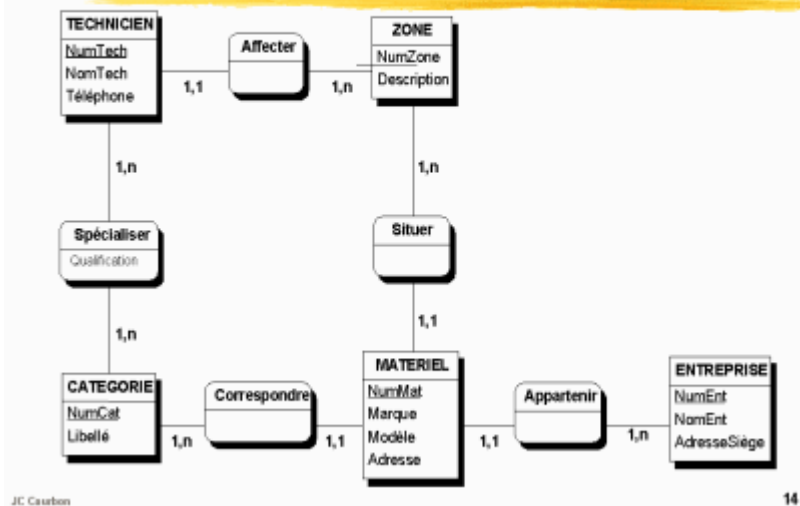 TECHNICIEN
NumTech
NomTech
Téléphone
1,1
Affecter
1,n
ZONE
NumZone
Description
1,n
1,n
Spécialiser
Qualification
Situer
1,n
1,1
CATEGORIE
NumCat
Libellé
1,n
Correspondre
1,1
MATERIEL
NumMat
Marque
Modèle
Adresse
1,1
Appartenir
1,n
ENTREPRISE
NumEnt
NomEnt
AdresseSiège
JC Courbon
14